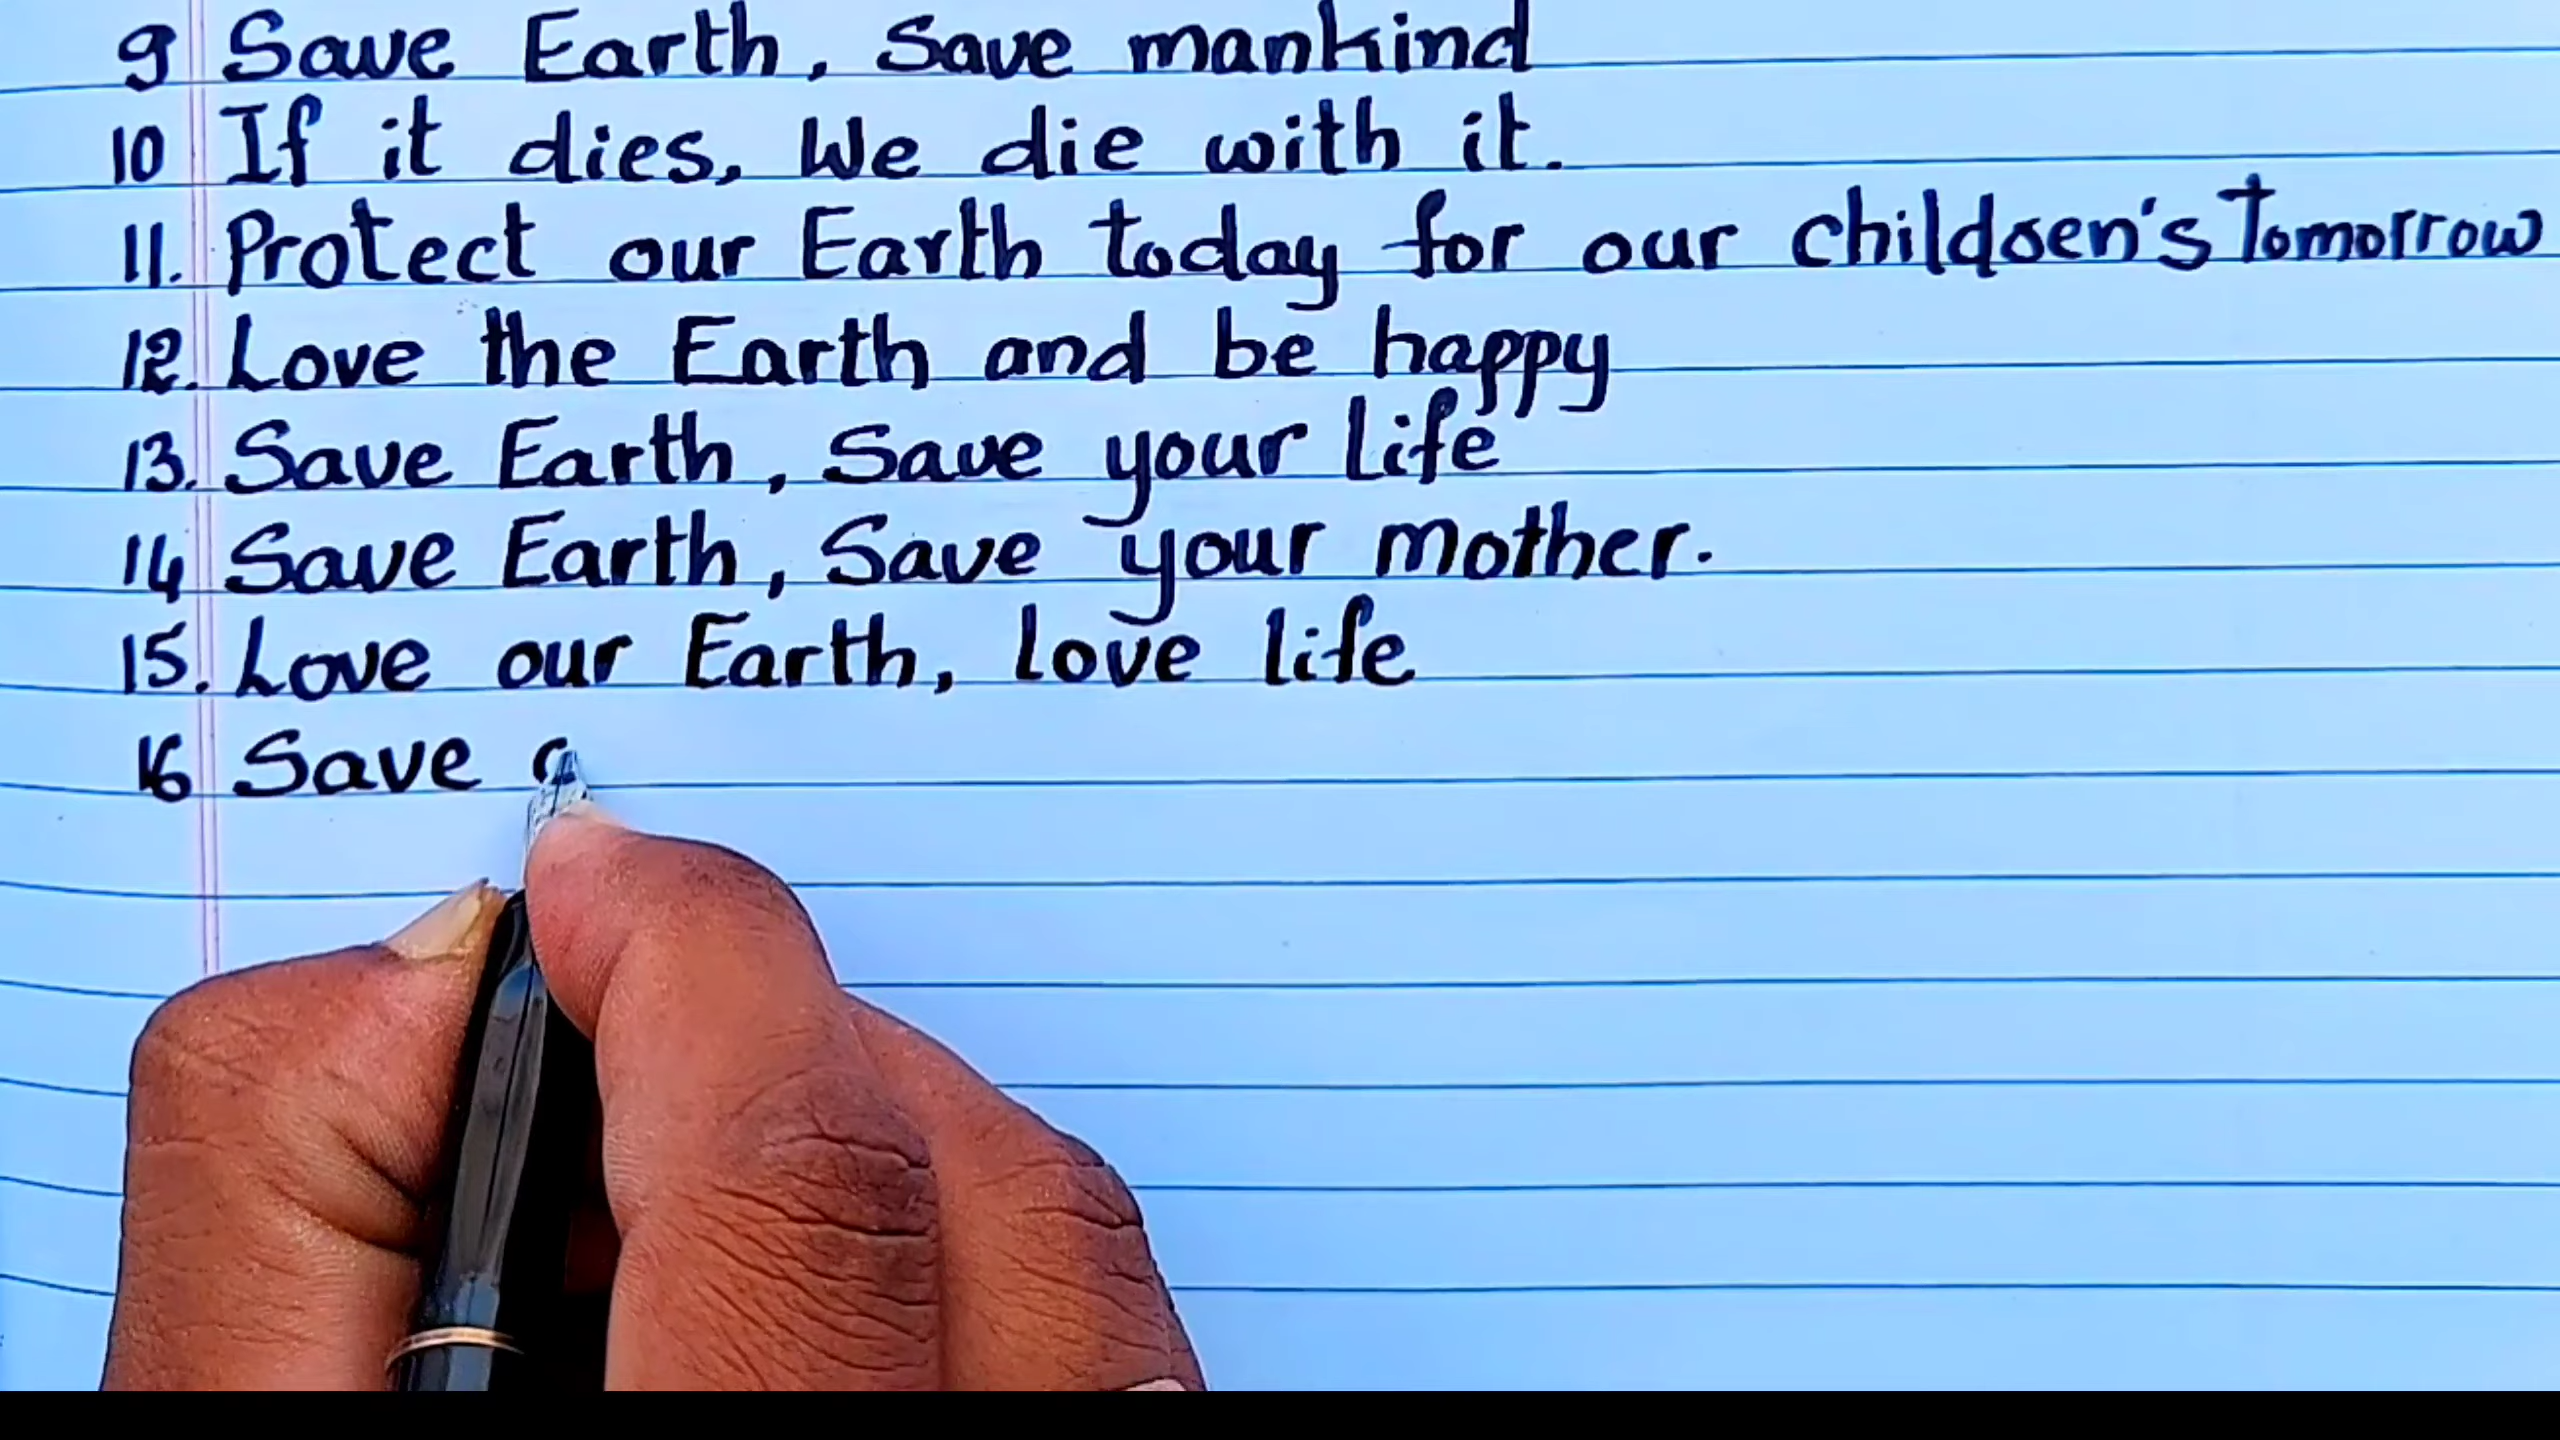 9 Save Earth, Save mankind
10 If it dies, We die with it.
11. Protect our Earth today for our children's Tomorrow
12. Love the Earth and be happy
13. Save Earth, Save your life
14 Save Earth, Save your mother.
15. Love our Earth, love life
16 Save